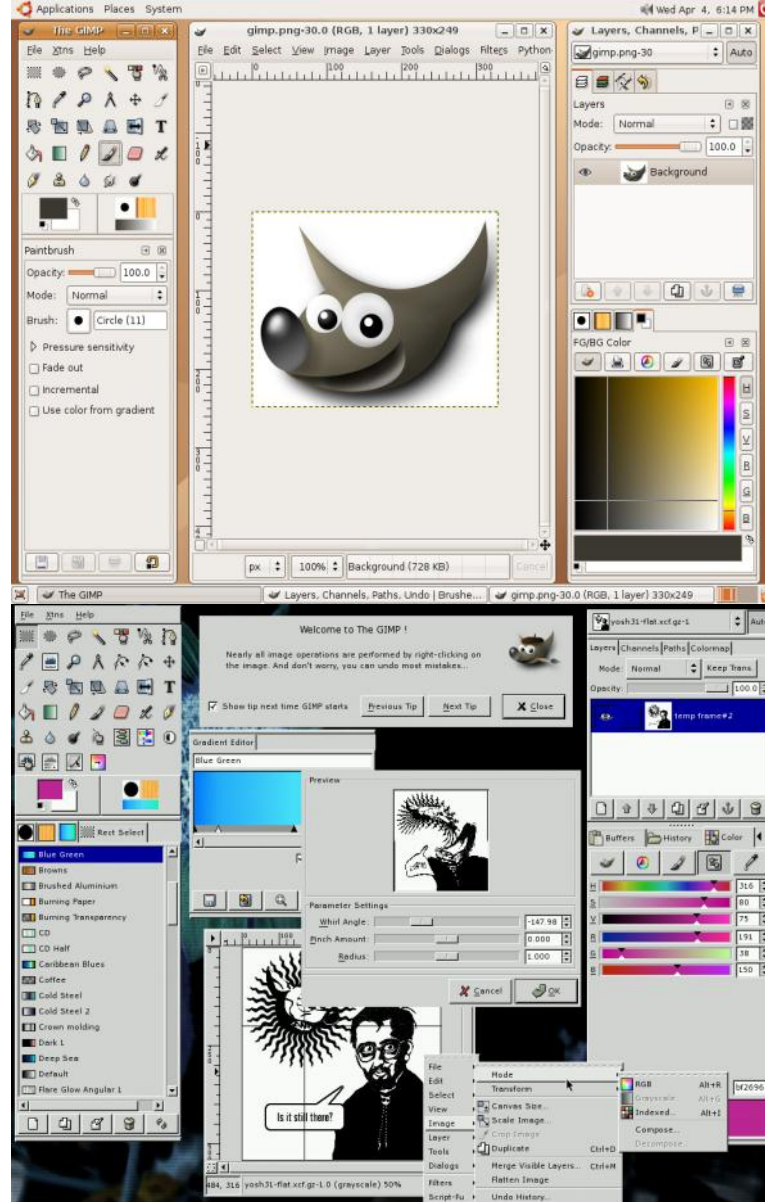 Applications Places System
Wed Apr 4, 6:14 PM
The GIMP
File Xtns Help
Paintbrush
Opacity: 100.0
Mode: Normal
Brush: Circle (11)
Pressure sensitivity
Fade out
Incremental
Use color from gradient
gimp.png-30.0 (RGB, 1 layer) 330x249
File Edit Select View Image Layer Tools Dialogs Filters Python
0 100 200 300
0
100
200
300
px 100% Background (728 KB) Cancel
Layers, Channels, P
gimp.png-30 Auto
Layers
Mode: Normal
Opacity: 100.0
Background
FG/BG Color
H
S
V
R
G
B
The GIMP
Layers, Channels, Paths, Undo | Brushe...
gimp.png-30.0 (RGB, 1 layer) 330x249
File Xtns Help
Rect Select
Blue Green
Browns
Brushed Aluminium
Burning Paper
Burning Transparency
CD
CD Half
Caribbean Blues
Coffee
Cold Steel
Cold Steel 2
Crown molding
Dark 1
Deep Sea
Default
Flare Glow Angular 1
Welcome to The GIMP !
Nearly all image operations are performed by right-clicking on
the image. And don't worry, you can undo most mistakes...
Show tip next time GIMP starts Previous Tip Next Tip Close
Gradient Editor
Blue Green
Preview
Parameter Settings
Whirl Angle: -147.98
Pinch Amount: 0.000
Radius: 1.000
Cancel OK
0 100
Is it still there?
484, 316 yosh31-flat.xcf.gz-1.0 (grayscale) 50%
File
Edit
Select
View
Image
Layer
Tools
Dialogs
Filters
Script-Fu
Mode
Transform
Canvas Size...
Scale Image...
Crop Image
Duplicate Ctrl+D
Merge Visible Layers... Ctrl+M
Flatten Image
Undo History...
RGB Alt+R
Grayscale Alt+G
Indexed... Alt+I
Compose...
Decompose...
yosh31-flat.xcf.gz-1
Layers Channels Paths Colormap
Mode: Normal Keep Trans.
Opacity: 100.0
temp frame#2
Buffers History Color
H 316
S 80
V 75
R 191
G 38
B 150
bf2696